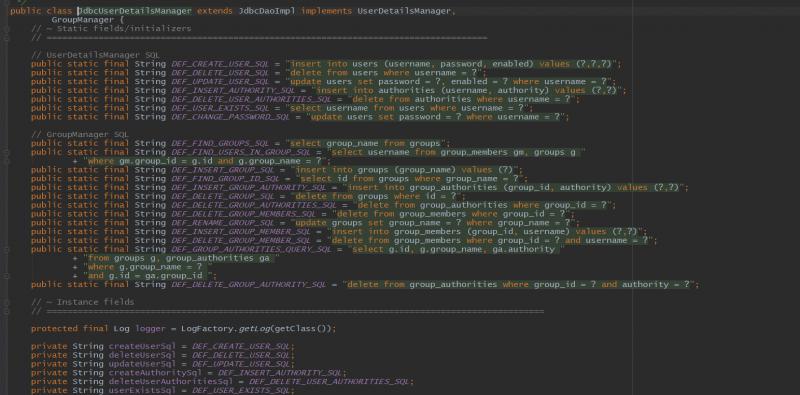 */
public class JdbcUserDetailsManager extends JdbcDaoImpl implements UserDetailsManager,
GroupManager {
// ~ Static fields/initializers
// =====================================================================================
// UserDetailsManager SQL
public static final String DEF_CREATE_USER_SQL = "insert into users (username, password, enabled) values (?,?,?)";
public static final String DEF_DELETE_USER_SQL = "delete from users where username = ?";
public static final String DEF_UPDATE_USER_SQL = "update users set password = ?, enabled = ? where username = ?";
public static final String DEF_INSERT_AUTHORITY_SQL = "insert into authorities (username, authority) values (?,?)";
public static final String DEF_DELETE_USER_AUTHORITIES_SQL = "delete from authorities where username = ?";
public static final String DEF_USER_EXISTS_SQL = "select username from users where username = ?";
public static final String DEF_CHANGE_PASSWORD_SQL = "update users set password = ? where username = ?";
// GroupManager SQL
public static final String DEF_FIND_GROUPS_SQL = "select group_name from groups";
public static final String DEF_FIND_USERS_IN_GROUP_SQL = "select username from group_members gm, groups g "
+ "where gm.group_id = g.id and g.group_name = ?";
public static final String DEF_INSERT_GROUP_SQL = "insert into groups (group_name) values (?)";
public static final String DEF_FIND_GROUP_ID_SQL = "select id from groups where group_name = ?";
public static final String DEF_INSERT_GROUP_AUTHORITY_SQL = "insert into group_authorities (group_id, authority) values (?,?)";
public static final String DEF_DELETE_GROUP_SQL = "delete from groups where id = ?";
public static final String DEF_DELETE_GROUP_AUTHORITIES_SQL = "delete from group_authorities where group_id = ?";
public static final String DEF_DELETE_GROUP_MEMBERS_SQL = "delete from group_members where group_id = ?";
public static final String DEF_RENAME_GROUP_SQL = "update groups set group_name = ? where group_name = ?";
public static final String DEF_INSERT_GROUP_MEMBER_SQL = "insert into group_members (group_id, username) values (?,?)";
public static final String DEF_DELETE_GROUP_MEMBER_SQL = "delete from group_members where group_id = ? and username = ?";
public static final String DEF_GROUP_AUTHORITIES_QUERY_SQL = "select g.id, g.group_name, ga.authority "
+ "from groups g, group_authorities ga "
+ "where g.group_name = ? "
+ "and g.id = ga.group_id ";
public static final String DEF_DELETE_GROUP_AUTHORITY_SQL = "delete from group_authorities where group_id = ? and authority = ?";
// ~ Instance fields
// ================================================================================================
protected final Log logger = LogFactory.getLog(getClass());
private String createUserSql = DEF_CREATE_USER_SQL;
private String deleteUserSql = DEF_DELETE_USER_SQL;
private String updateUserSql = DEF_UPDATE_USER_SQL;
private String createAuthoritySql = DEF_INSERT_AUTHORITY_SQL;
private String deleteUserAuthoritiesSql = DEF_DELETE_USER_AUTHORITIES_SQL;
private String userExistsSql = DEF_USER_EXISTS_SQL;